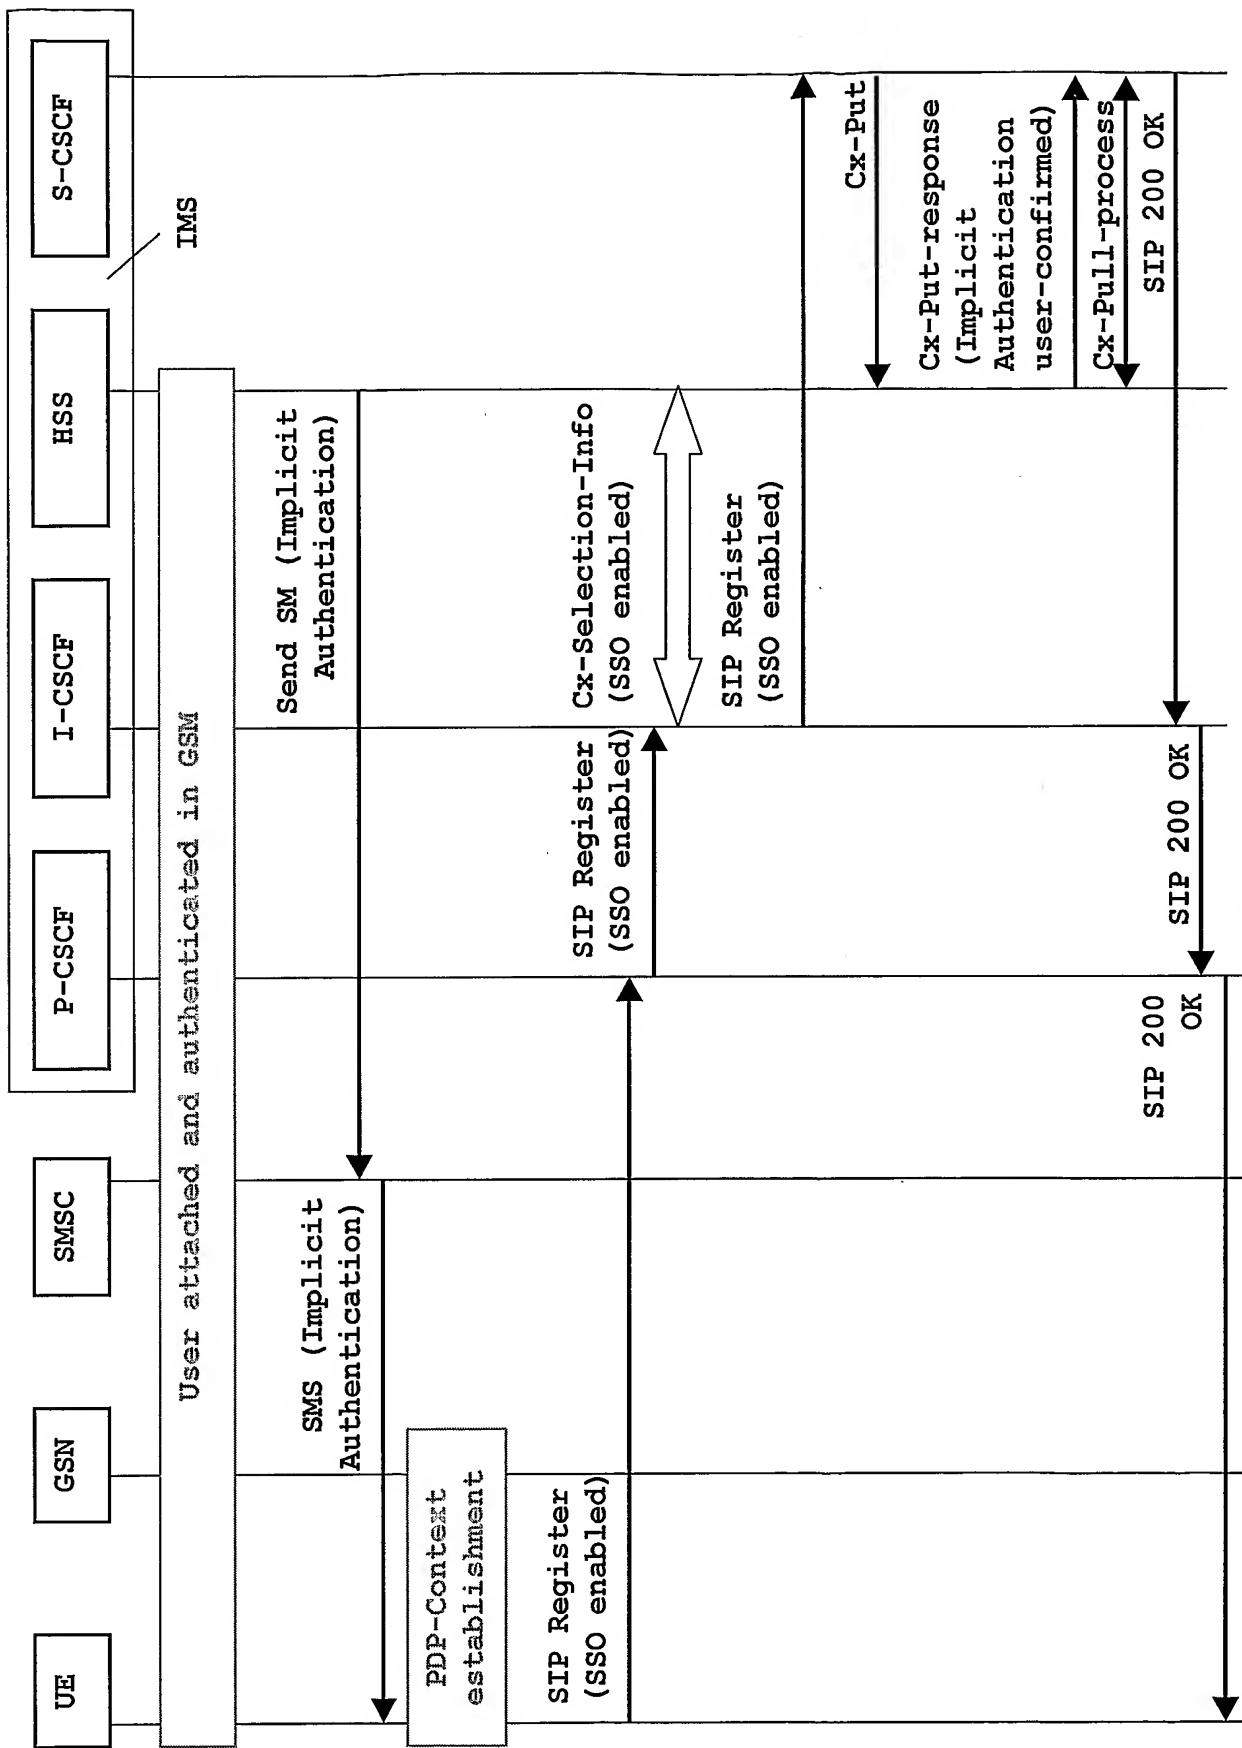 UE
GSN
SMSC
P-CSCF
I-CSCF
HSS
S-CSCF
IMS
User attached and authenticated in GSM
Send SM (Implicit
Authentication)
SMS (Implicit
Authentication)
PDP-Context
establishment
SIP Register
(SSO enabled)
SIP Register
(SSO enabled)
Cx-Selection-Info
(SSO enabled)
SIP Register
(SSO enabled)
Cx-Put
Cx-Put-response
(Implicit
Authentication
user-confirmed)
Cx-Pull-process
SIP 200 OK
SIP 200 OK
SIP 200
OK